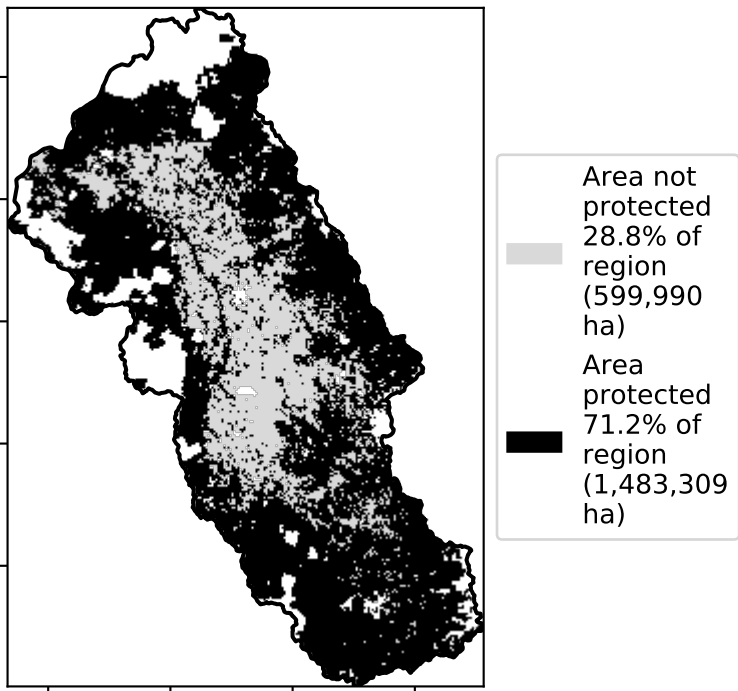 Area not
protected
28.8% of
region
(599,990
ha)
Area
protected
71.2% of
region
(1,483,309
ha)